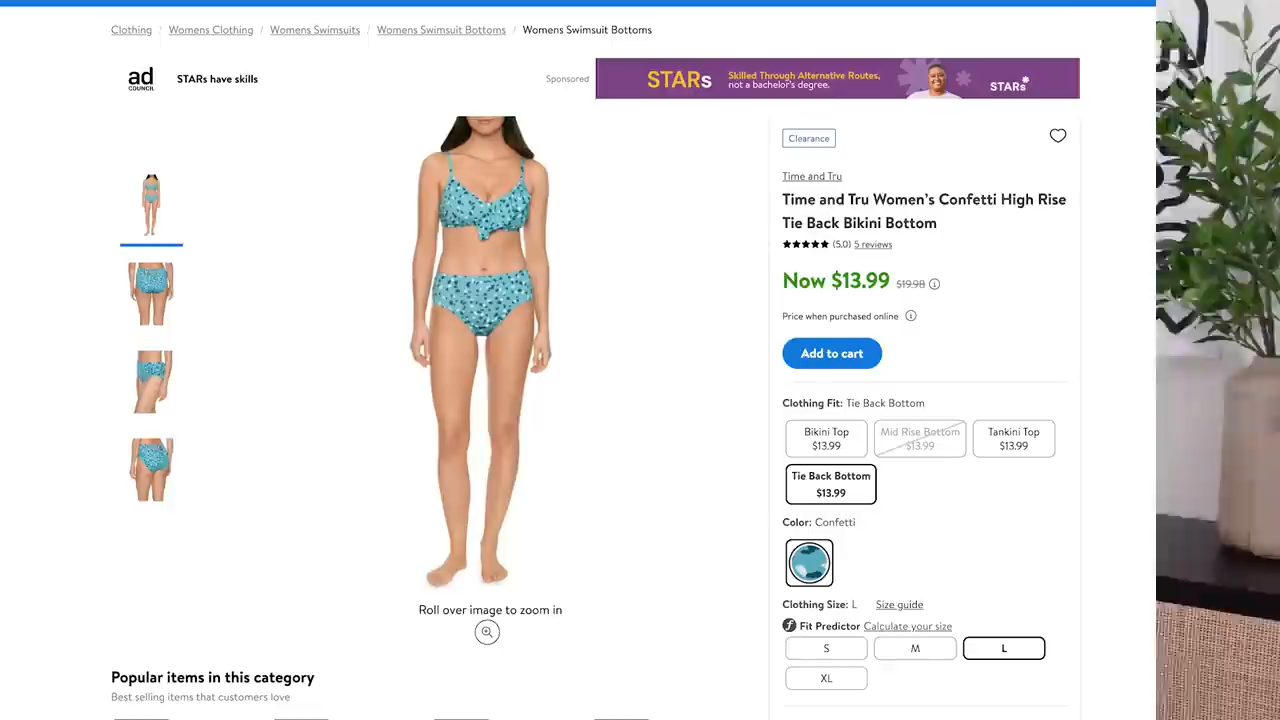 Clothing / Womens Clothing / Womens Swimsuits / Womens Swimsuit Bottoms / Womens Swimsuit Bottoms
ad
COUNCIL
STARs have skills
Sponsored
STARs
Skilled Through Alternative Routes,
not a bachelor's degree.
STARs
Clearance
Time and Tru
Time and Tru Women's Confetti High Rise
Tie Back Bikini Bottom
(5.0) 5 reviews
Now $13.99 $19.98
Price when purchased online
Add to cart
Clothing Fit: Tie Back Bottom
Bikini Top
$13.99
Mid Rise Bottom
$13.99
Tankini Top
$13.99
Tie Back Bottom
$13.99
Color: Confetti
Clothing Size: L Size guide
Fit Predictor Calculate your size
S
M
L
XL
Roll over image to zoom in
Popular items in this category
Best selling items that customers love